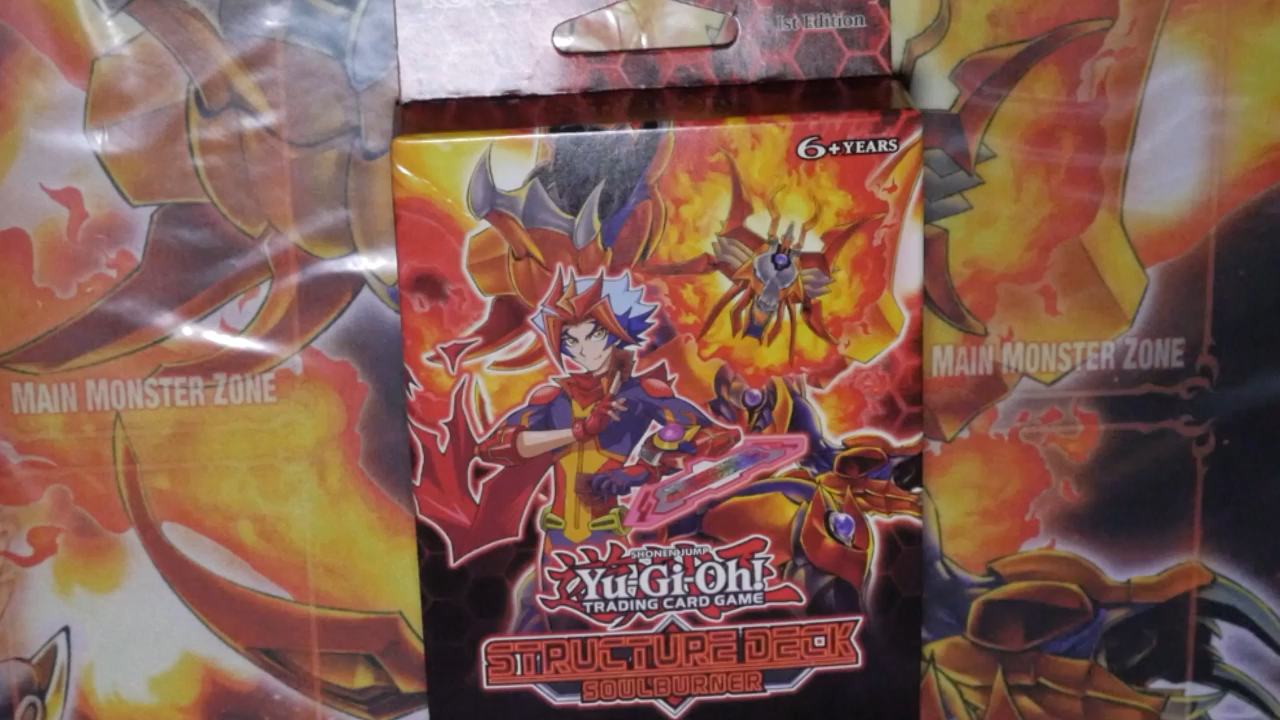 1st Edition
6+ YEARS
MAIN MONSTER ZONE
MAIN MONSTER ZONE
SHONEN JUMP
Yu-Gi-Oh!
TRADING CARD GAME
STRUCTURE DECK
SOULBURNER